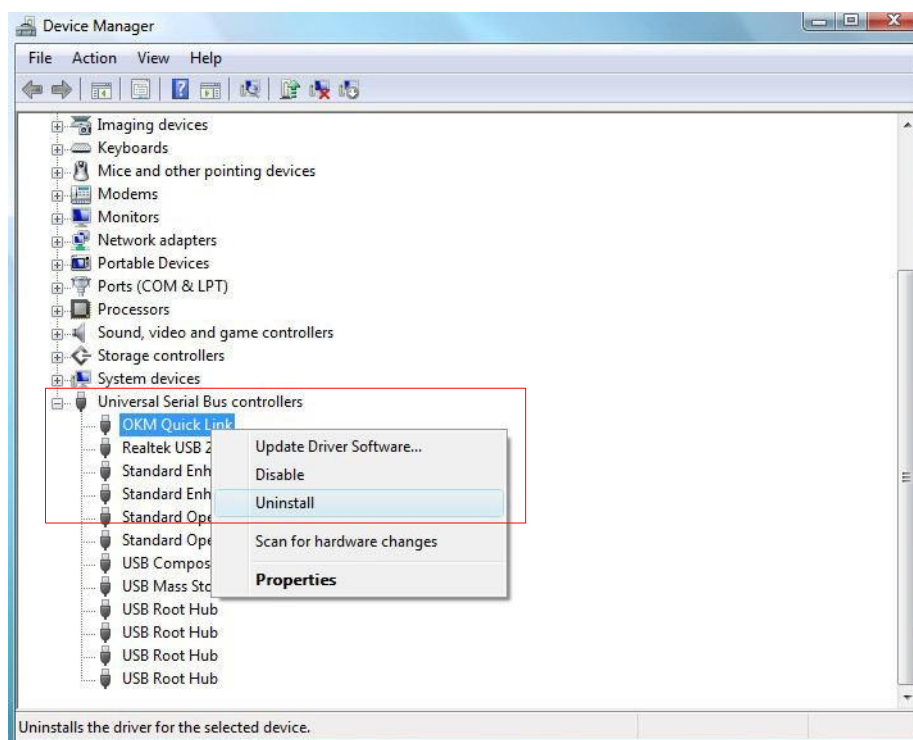 Device Manager
File Action View Help
Imaging devices
Keyboards
Mice and other pointing devices
Modems
Monitors
Network adapters
Portable Devices
Ports (COM & LPT)
Processors
Sound, video and game controllers
Storage controllers
System devices
Universal Serial Bus controllers
OKM Quick Link
Realtek USB 2
Standard Enh
Standard Enh
Standard Ope
Standard Ope
USB Compos
USB Mass Sto
USB Root Hub
USB Root Hub
USB Root Hub
USB Root Hub
Update Driver Software...
Disable
Uninstall
Scan for hardware changes
Properties
Uninstalls the driver for the selected device.